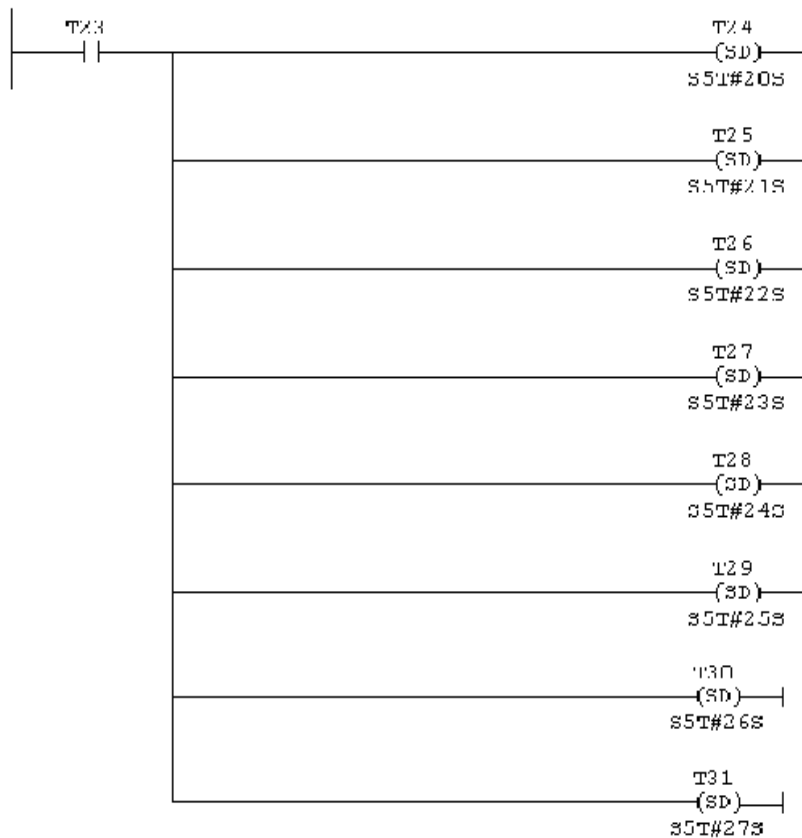 T23
T24
(SD)
S5T#20S
T25
(SD)
S5T#21S
T26
(SD)
S5T#22S
T27
(SD)
S5T#23S
T28
(SD)
S5T#24S
T29
(SD)
S5T#25S
T30
(SD)
S5T#26S
T31
(SD)
S5T#27S